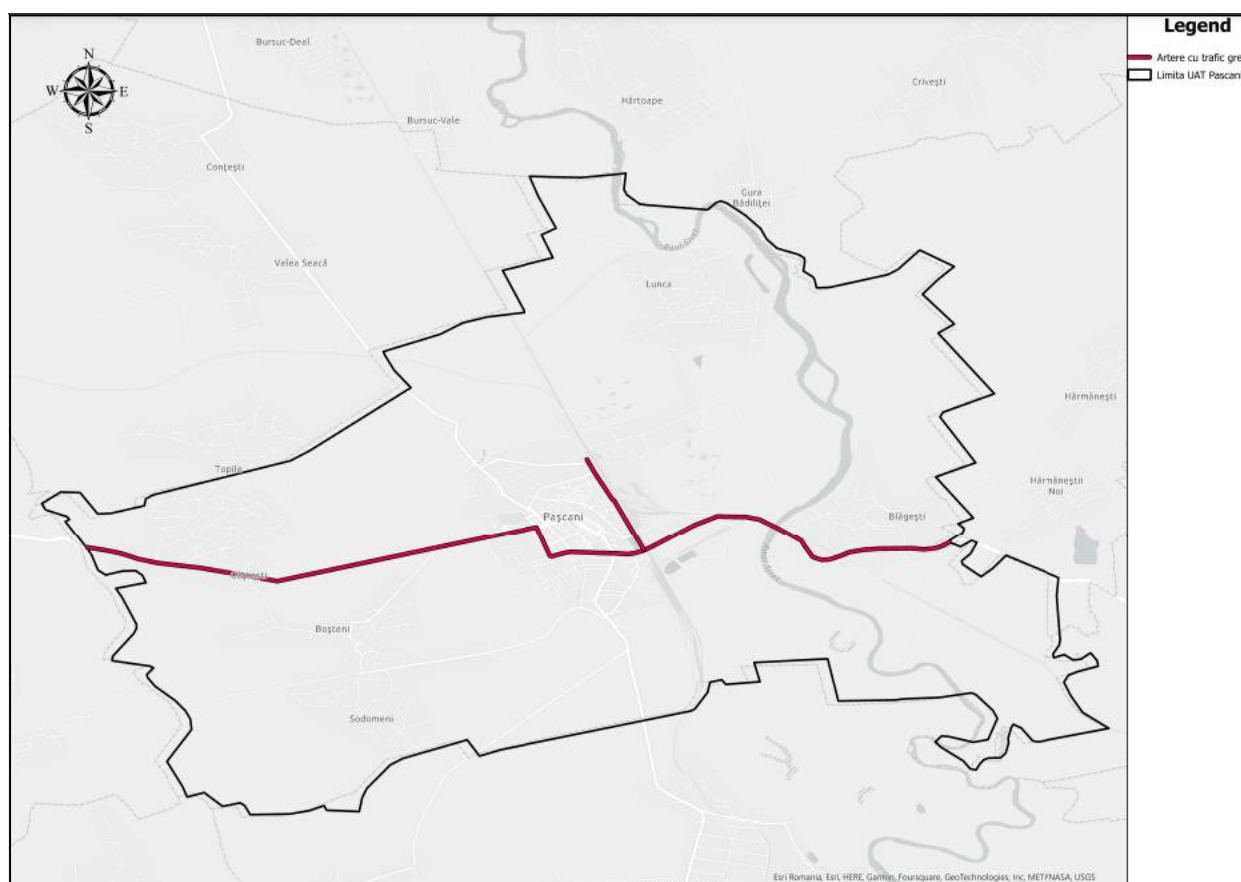 Legend
Artere cu trafic gre
Limita UAT Pascan
N
W
E
S
Bursuc-Deal
Bursuc-Vale
Hărtoape
Crivești
Conțești
Gura
Bădiliței
Valea Seacă
Lunca
Hărmănești
Topile
Hărmăneștii
Noi
Pașcani
Blăgești
Boșteni
Sodomeni
Esri Romania, Esri, HERE, Garmin, Foursquare, GeoTechnologies, Inc, METI/NASA, USGS